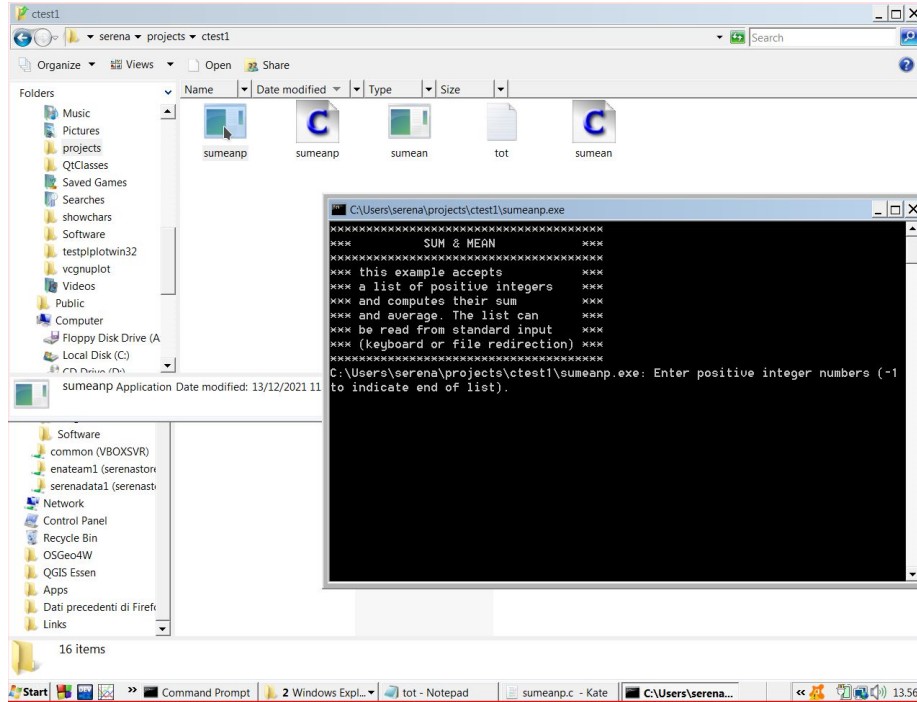 ctest1
serena projects ctest1
Search
Organize Views Open Share
Folders
Name Date modified Type Size
Music
Pictures
projects
QtClasses
Saved Games
Searches
showchars
Software
testplplotwin32
vcgnuplot
Videos
Public
Computer
Floppy Disk Drive (A
Local Disk (C:)
CD Drive (D:)
sumeanp
sumeanp
sumean
tot
sumean
sumeanp Application Date modified: 13/12/2021 11
C:\Users\serena\projects\ctest1\sumeanp.exe
***************************************
*** SUM & MEAN ***
***************************************
*** this example accepts ***
*** a list of positive integers ***
*** and computes their sum ***
*** and average. The list can ***
*** be read from standard input ***
*** (keyboard or file redirection) ***
***************************************
C:\Users\serena\projects\ctest1\sumeanp.exe: Enter positive integer numbers (-1
to indicate end of list).
Software
common (VBOXSVR)
enateam1 (serenastore
serenadata1 (serenast
Network
Control Panel
Recycle Bin
OSGeo4W
QGIS Essen
Apps
Dati precedenti di Firef
Links
16 items
Start
Command Prompt
2 Windows Expl...
tot - Notepad
sumeanp.c - Kate
C:\Users\serena...
13.56